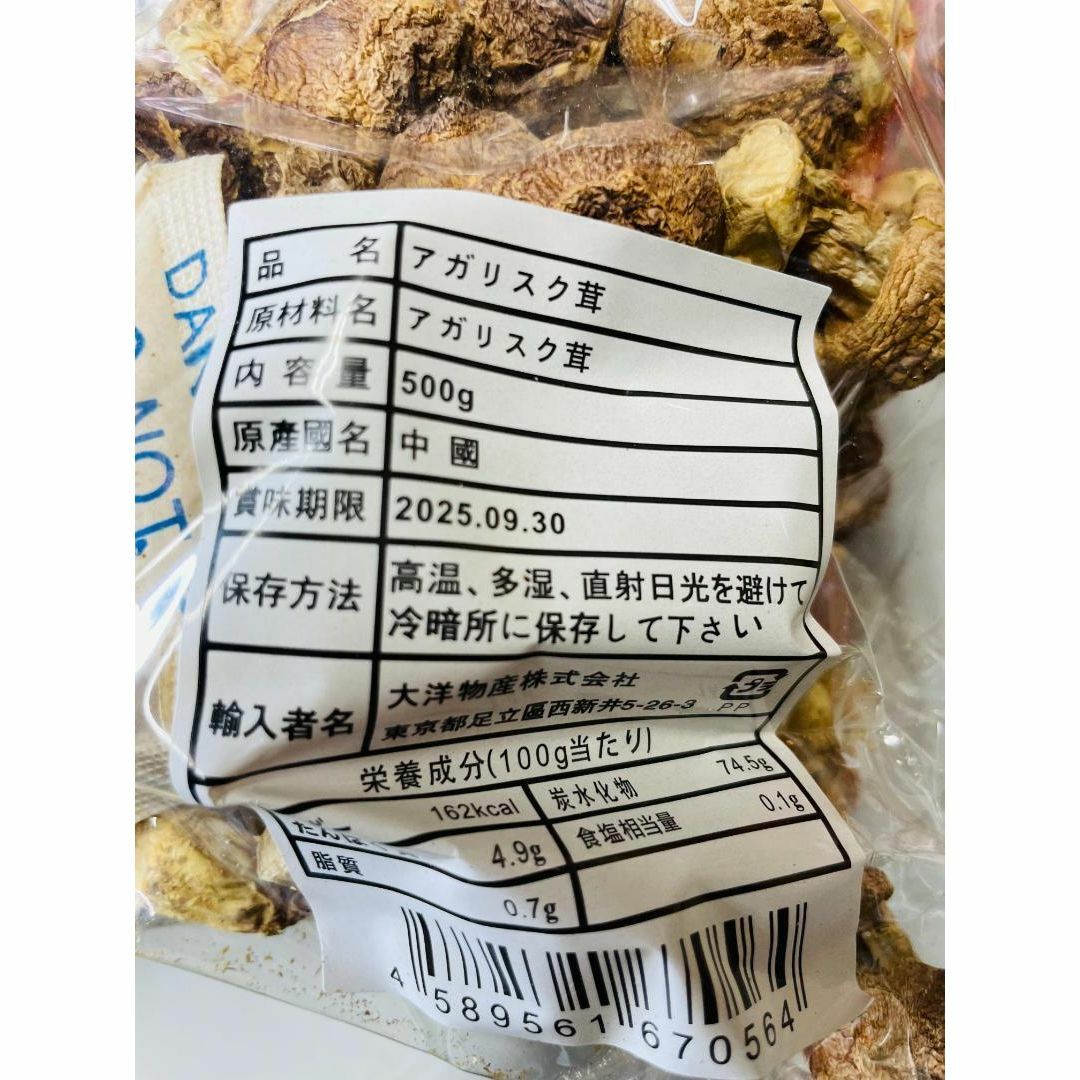 品 名 アガリスク茸
原材料名 アガリスク茸
内 容 量 500g
原產國名 中 國
賞味期限 2025.09.30
保存方法 高温、多湿、直射日光を避けて
冷暗所に保存して下さい
輸入者名 大洋物産株式会社
東京都足立區西新井5-26-3
PP
栄養成分(100g当たり)
162kcal 炭水化物 74.5g
4.9g 食塩相当量 0.1g
脂質 0.7g
4 589561 670564
DAN
NOT